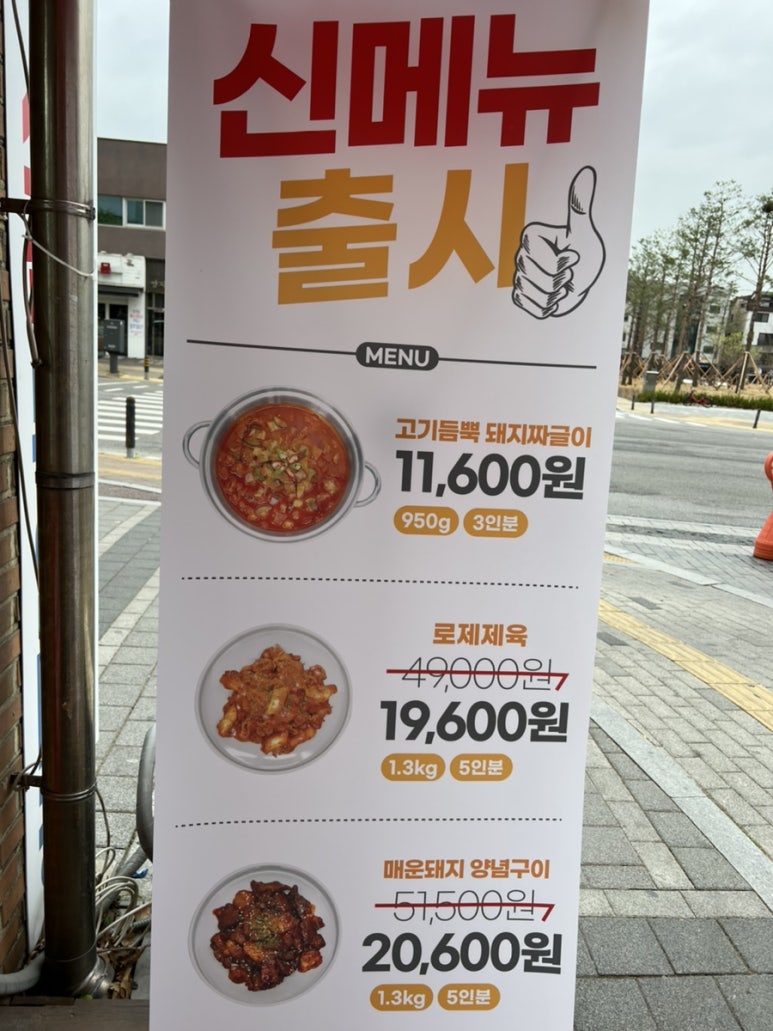 신메뉴
출시
MENU
고기듬뿍 돼지짜글이
11,600원
950g 3인분
로제제육
49,000원
19,600원
1.3kg 5인분
매운돼지 양념구이
51,500원
20,600원
1.3kg 5인분